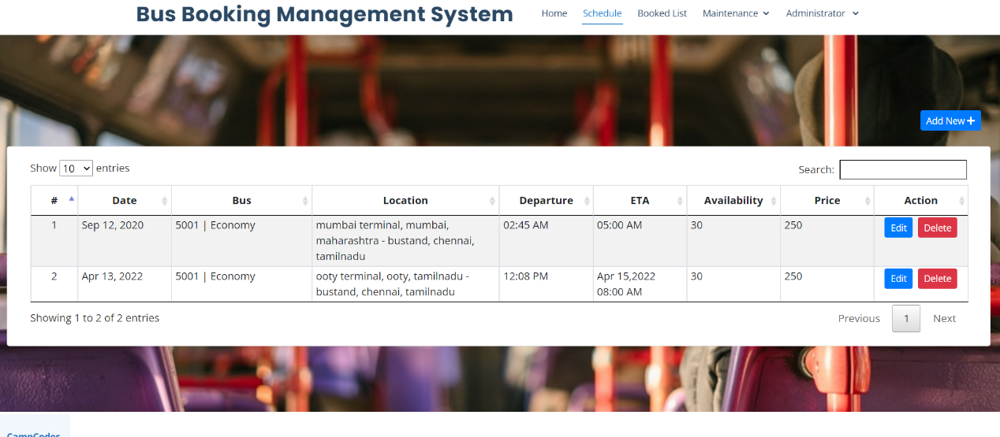 Bus Booking Management System Home Schedule Booked List Maintenance Administrator
Add New
Show 10 entries Search:
# Date Bus Location Departure ETA Availability Price Action
1 Sep 12, 2020 5001 | Economy mumbai terminal, mumbai, 02:45 AM 05:00 AM 30 250 Edit Delete
maharashtra - bustand, chennai,
tamilnadu
2 Apr 13, 2022 5001 | Economy ooty terminal, ooty, tamilnadu - 12:08 PM Apr 15,2022 30 250 Edit Delete
bustand, chennai, tamilnadu 08:00 AM
Showing 1 to 2 of 2 entries Previous 1 Next
CampCodes